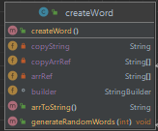 createWord
createWord()
copyString String
copyArrRef String[]
arrRef String[]
builder StringBuilder
arrToString() String
generateRandomWords(int) void